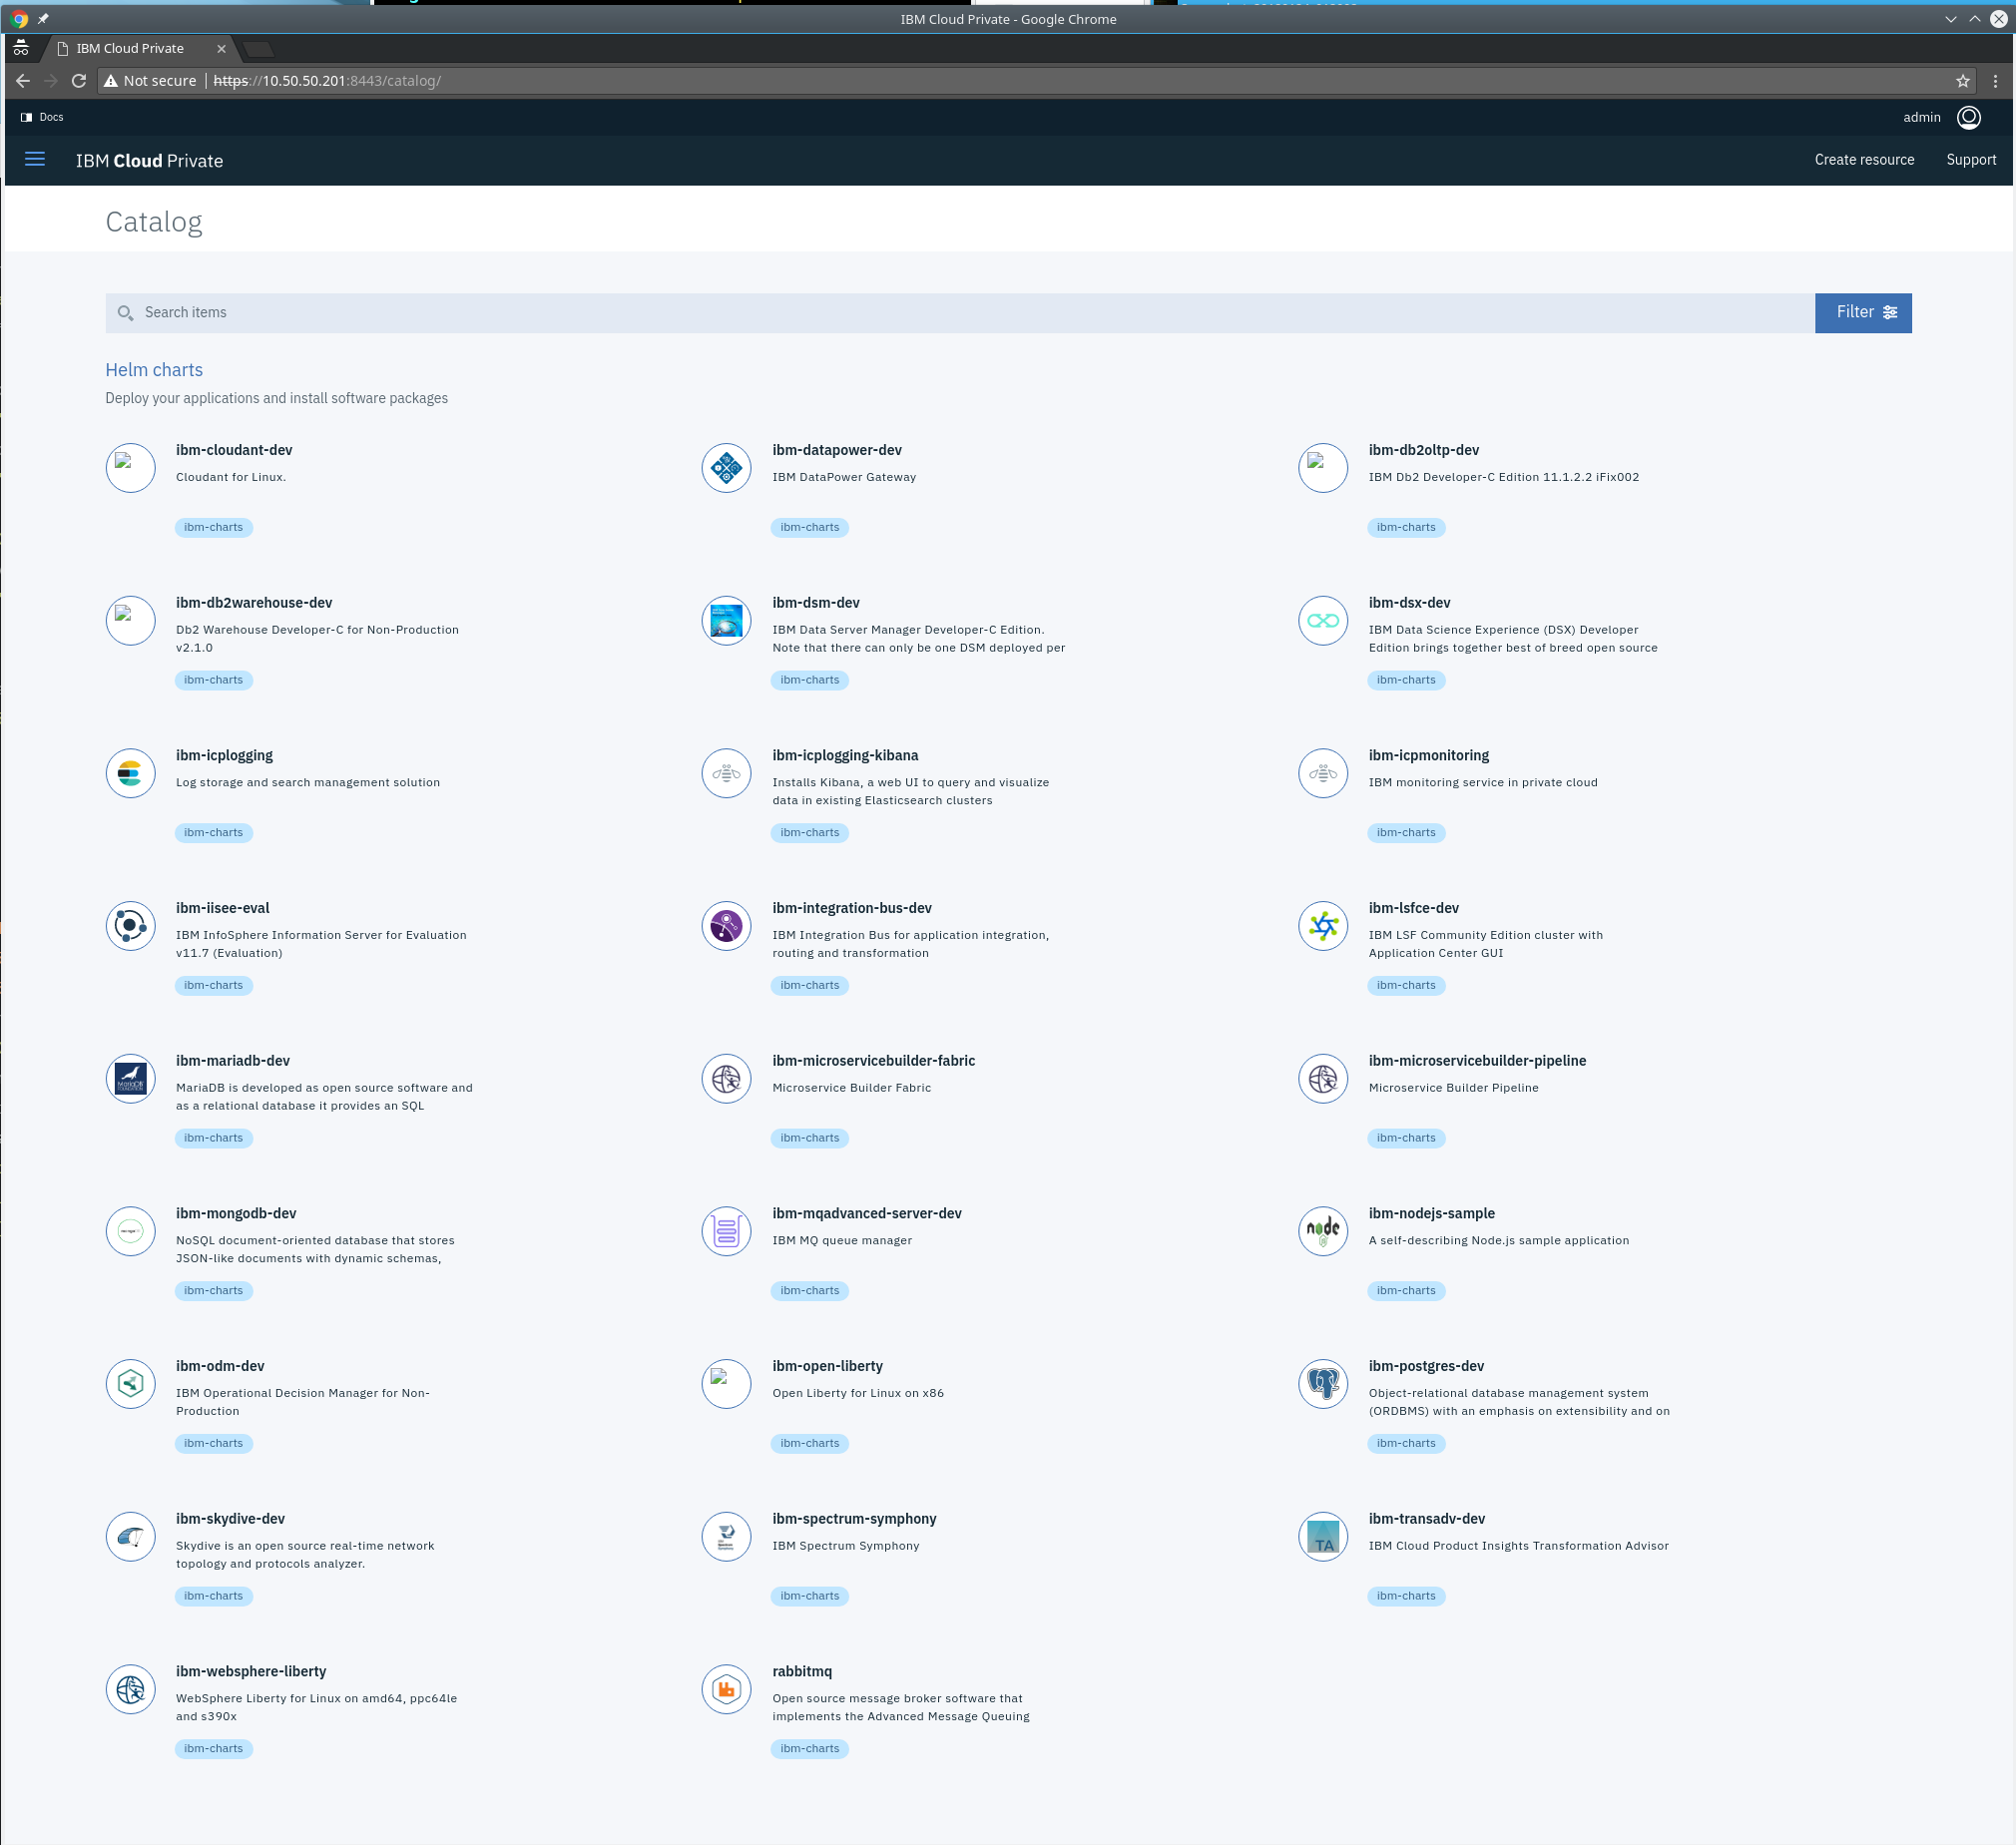 IBM Cloud Private - Google Chrome
IBM Cloud Private
Not secure https://10.50.50.201:8443/catalog/
Docs
admin
IBM Cloud Private
Create resource
Support
Catalog
Search items
Filter
Helm charts
Deploy your applications and install software packages
ibm-cloudant-dev
Cloudant for Linux.
ibm-charts
ibm-datapower-dev
IBM DataPower Gateway
ibm-charts
ibm-db2oltp-dev
IBM Db2 Developer-C Edition 11.1.2.2 iFix002
ibm-charts
ibm-db2warehouse-dev
Db2 Warehouse Developer-C for Non-Production
v2.1.0
ibm-charts
ibm-dsm-dev
IBM Data Server Manager Developer-C Edition.
Note that there can only be one DSM deployed per
ibm-charts
ibm-dsx-dev
IBM Data Science Experience (DSX) Developer
Edition brings together best of breed open source
ibm-charts
ibm-icplogging
Log storage and search management solution
ibm-charts
ibm-icplogging-kibana
Installs Kibana, a web UI to query and visualize
data in existing Elasticsearch clusters
ibm-charts
ibm-icpmonitoring
IBM monitoring service in private cloud
ibm-charts
ibm-iisee-eval
IBM InfoSphere Information Server for Evaluation
v11.7 (Evaluation)
ibm-charts
ibm-integration-bus-dev
IBM Integration Bus for application integration,
routing and transformation
ibm-charts
ibm-lsfce-dev
IBM LSF Community Edition cluster with
Application Center GUI
ibm-charts
ibm-mariadb-dev
MariaDB is developed as open source software and
as a relational database it provides an SQL
ibm-charts
ibm-microservicebuilder-fabric
Microservice Builder Fabric
ibm-charts
ibm-microservicebuilder-pipeline
Microservice Builder Pipeline
ibm-charts
ibm-mongodb-dev
NoSQL document-oriented database that stores
JSON-like documents with dynamic schemas,
ibm-charts
ibm-mqadvanced-server-dev
IBM MQ queue manager
ibm-charts
node
ibm-nodejs-sample
A self-describing Node.js sample application
ibm-charts
ibm-odm-dev
IBM Operational Decision Manager for Non-
Production
ibm-charts
ibm-open-liberty
Open Liberty for Linux on x86
ibm-charts
ibm-postgres-dev
Object-relational database management system
(ORDBMS) with an emphasis on extensibility and on
ibm-charts
ibm-skydive-dev
Skydive is an open source real-time network
topology and protocols analyzer.
ibm-charts
ibm-spectrum-symphony
IBM Spectrum Symphony
ibm-charts
TA
ibm-transadv-dev
IBM Cloud Product Insights Transformation Advisor
ibm-charts
ibm-websphere-liberty
WebSphere Liberty for Linux on amd64, ppc64le
and s390x
ibm-charts
rabbitmq
Open source message broker software that
implements the Advanced Message Queuing
ibm-charts